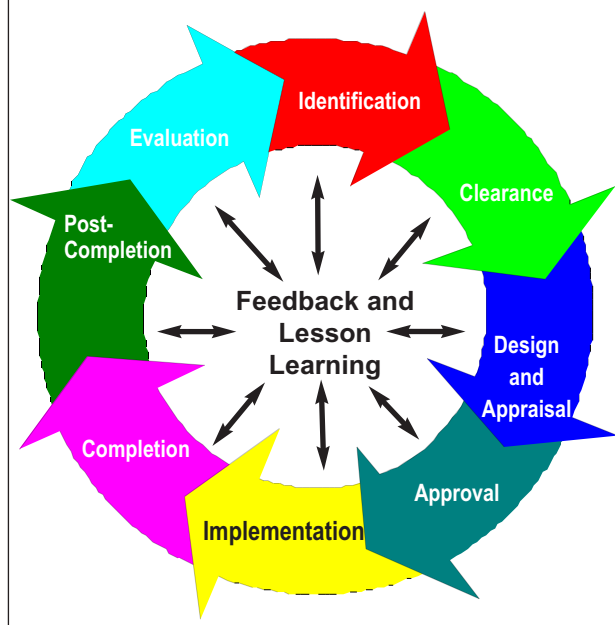 Identification
Clearance
Design
and
Appraisal
Approval
Implementation
Completion
Post-
Completion
Evaluation
Feedback and
Lesson
Learning